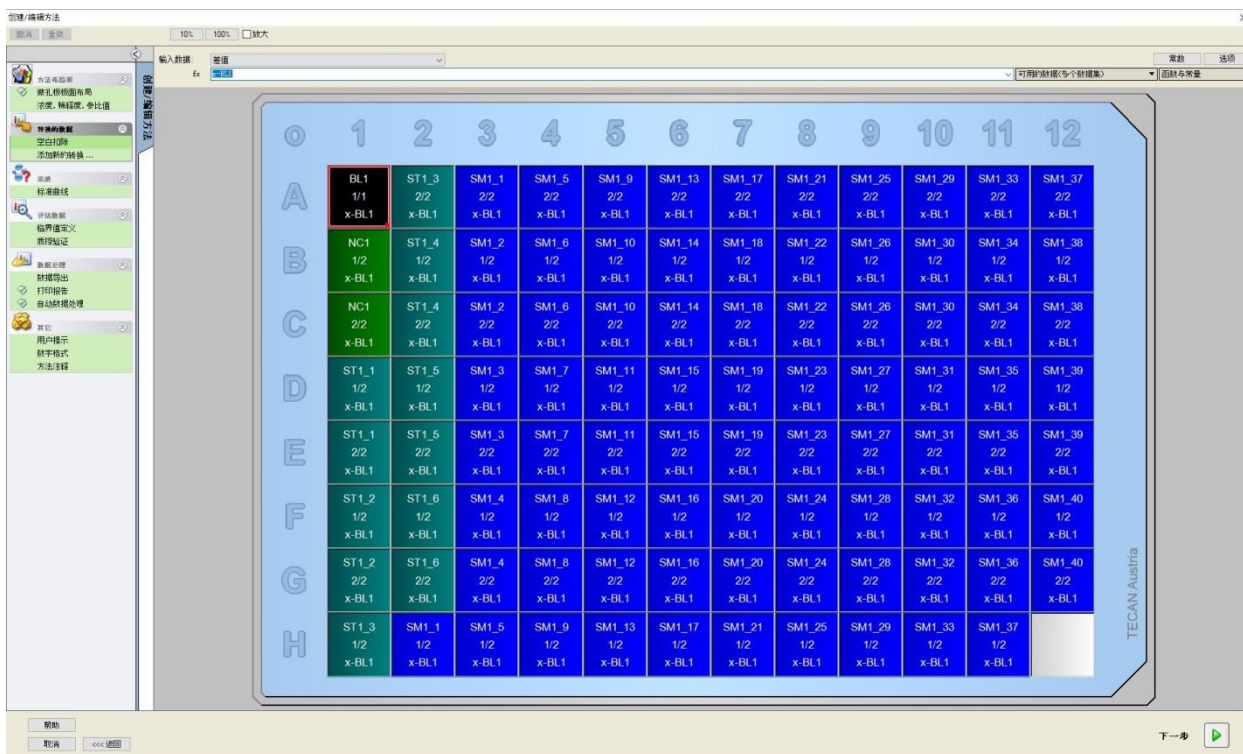 创建/编辑方法
取消 重做 10% 100% 放大
输入数据: 差值 常数 选项
Ex x-BL1 可用的数据(多个数据集) 函数与常量
创建/编辑方法
方法布局
微孔板板面布局
浓度,稀释度,参比值
转换的数据
空白扣除
添加新的转换 ...
标准曲线
评估数据
临界值定义
质控验证
数据处理
数据导出
打印报告
自动数据处理
其它
用户提示
数字格式
方法注释
O 1 2 3 4 5 6 7 8 9 10 11 12
A
BL1 ST1_3 SM1_1 SM1_5 SM1_9 SM1_13 SM1_17 SM1_21 SM1_25 SM1_29 SM1_33 SM1_37
1/1 2/2 2/2 2/2 2/2 2/2 2/2 2/2 2/2 2/2 2/2 2/2
x-BL1 x-BL1 x-BL1 x-BL1 x-BL1 x-BL1 x-BL1 x-BL1 x-BL1 x-BL1 x-BL1 x-BL1
B
NC1 ST1_4 SM1_2 SM1_6 SM1_10 SM1_14 SM1_18 SM1_22 SM1_26 SM1_30 SM1_34 SM1_38
1/2 1/2 1/2 1/2 1/2 1/2 1/2 1/2 1/2 1/2 1/2 1/2
x-BL1 x-BL1 x-BL1 x-BL1 x-BL1 x-BL1 x-BL1 x-BL1 x-BL1 x-BL1 x-BL1 x-BL1
C
NC1 ST1_4 SM1_2 SM1_6 SM1_10 SM1_14 SM1_18 SM1_22 SM1_26 SM1_30 SM1_34 SM1_38
2/2 2/2 2/2 2/2 2/2 2/2 2/2 2/2 2/2 2/2 2/2 2/2
x-BL1 x-BL1 x-BL1 x-BL1 x-BL1 x-BL1 x-BL1 x-BL1 x-BL1 x-BL1 x-BL1 x-BL1
D
ST1_1 ST1_5 SM1_3 SM1_7 SM1_11 SM1_15 SM1_19 SM1_23 SM1_27 SM1_31 SM1_35 SM1_39
1/2 1/2 1/2 1/2 1/2 1/2 1/2 1/2 1/2 1/2 1/2 1/2
x-BL1 x-BL1 x-BL1 x-BL1 x-BL1 x-BL1 x-BL1 x-BL1 x-BL1 x-BL1 x-BL1 x-BL1
E
ST1_1 ST1_5 SM1_3 SM1_7 SM1_11 SM1_15 SM1_19 SM1_23 SM1_27 SM1_31 SM1_35 SM1_39
2/2 2/2 2/2 2/2 2/2 2/2 2/2 2/2 2/2 2/2 2/2 2/2
x-BL1 x-BL1 x-BL1 x-BL1 x-BL1 x-BL1 x-BL1 x-BL1 x-BL1 x-BL1 x-BL1 x-BL1
F
ST1_2 ST1_6 SM1_4 SM1_8 SM1_12 SM1_16 SM1_20 SM1_24 SM1_28 SM1_32 SM1_36 SM1_40
1/2 1/2 1/2 1/2 1/2 1/2 1/2 1/2 1/2 1/2 1/2 1/2
x-BL1 x-BL1 x-BL1 x-BL1 x-BL1 x-BL1 x-BL1 x-BL1 x-BL1 x-BL1 x-BL1 x-BL1
G
ST1_2 ST1_6 SM1_4 SM1_8 SM1_12 SM1_16 SM1_20 SM1_24 SM1_28 SM1_32 SM1_36 SM1_40
2/2 2/2 2/2 2/2 2/2 2/2 2/2 2/2 2/2 2/2 2/2 2/2
x-BL1 x-BL1 x-BL1 x-BL1 x-BL1 x-BL1 x-BL1 x-BL1 x-BL1 x-BL1 x-BL1 x-BL1
H
ST1_3 SM1_1 SM1_5 SM1_9 SM1_13 SM1_17 SM1_21 SM1_25 SM1_29 SM1_33 SM1_37
1/2 1/2 1/2 1/2 1/2 1/2 1/2 1/2 1/2 1/2 1/2
x-BL1 x-BL1 x-BL1 x-BL1 x-BL1 x-BL1 x-BL1 x-BL1 x-BL1 x-BL1 x-BL1
TECAN Austria
帮助
取消 <<< 返回
下一步